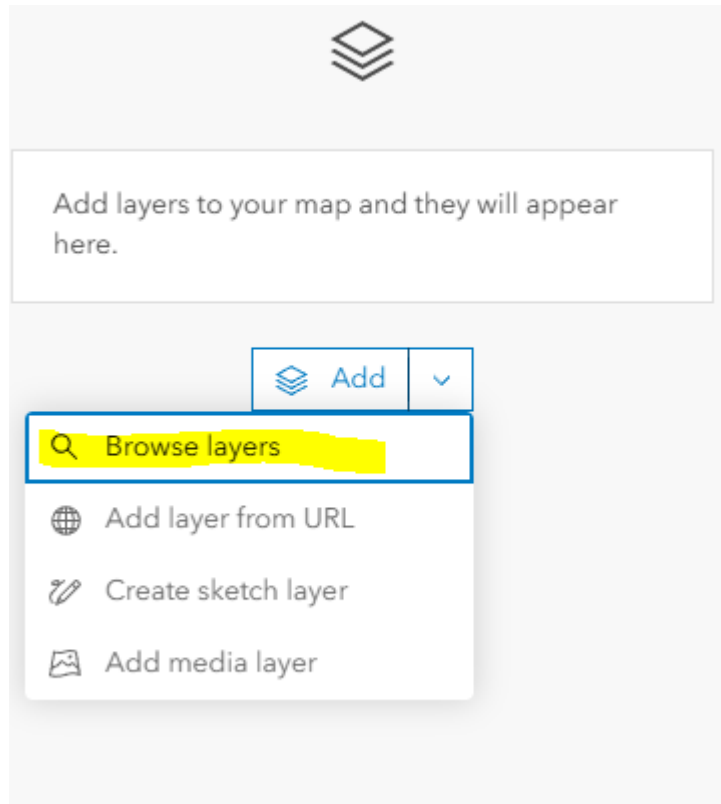 Add layers to your map and they will appear
here.
Add
Browse layers
Add layer from URL
Create sketch layer
Add media layer